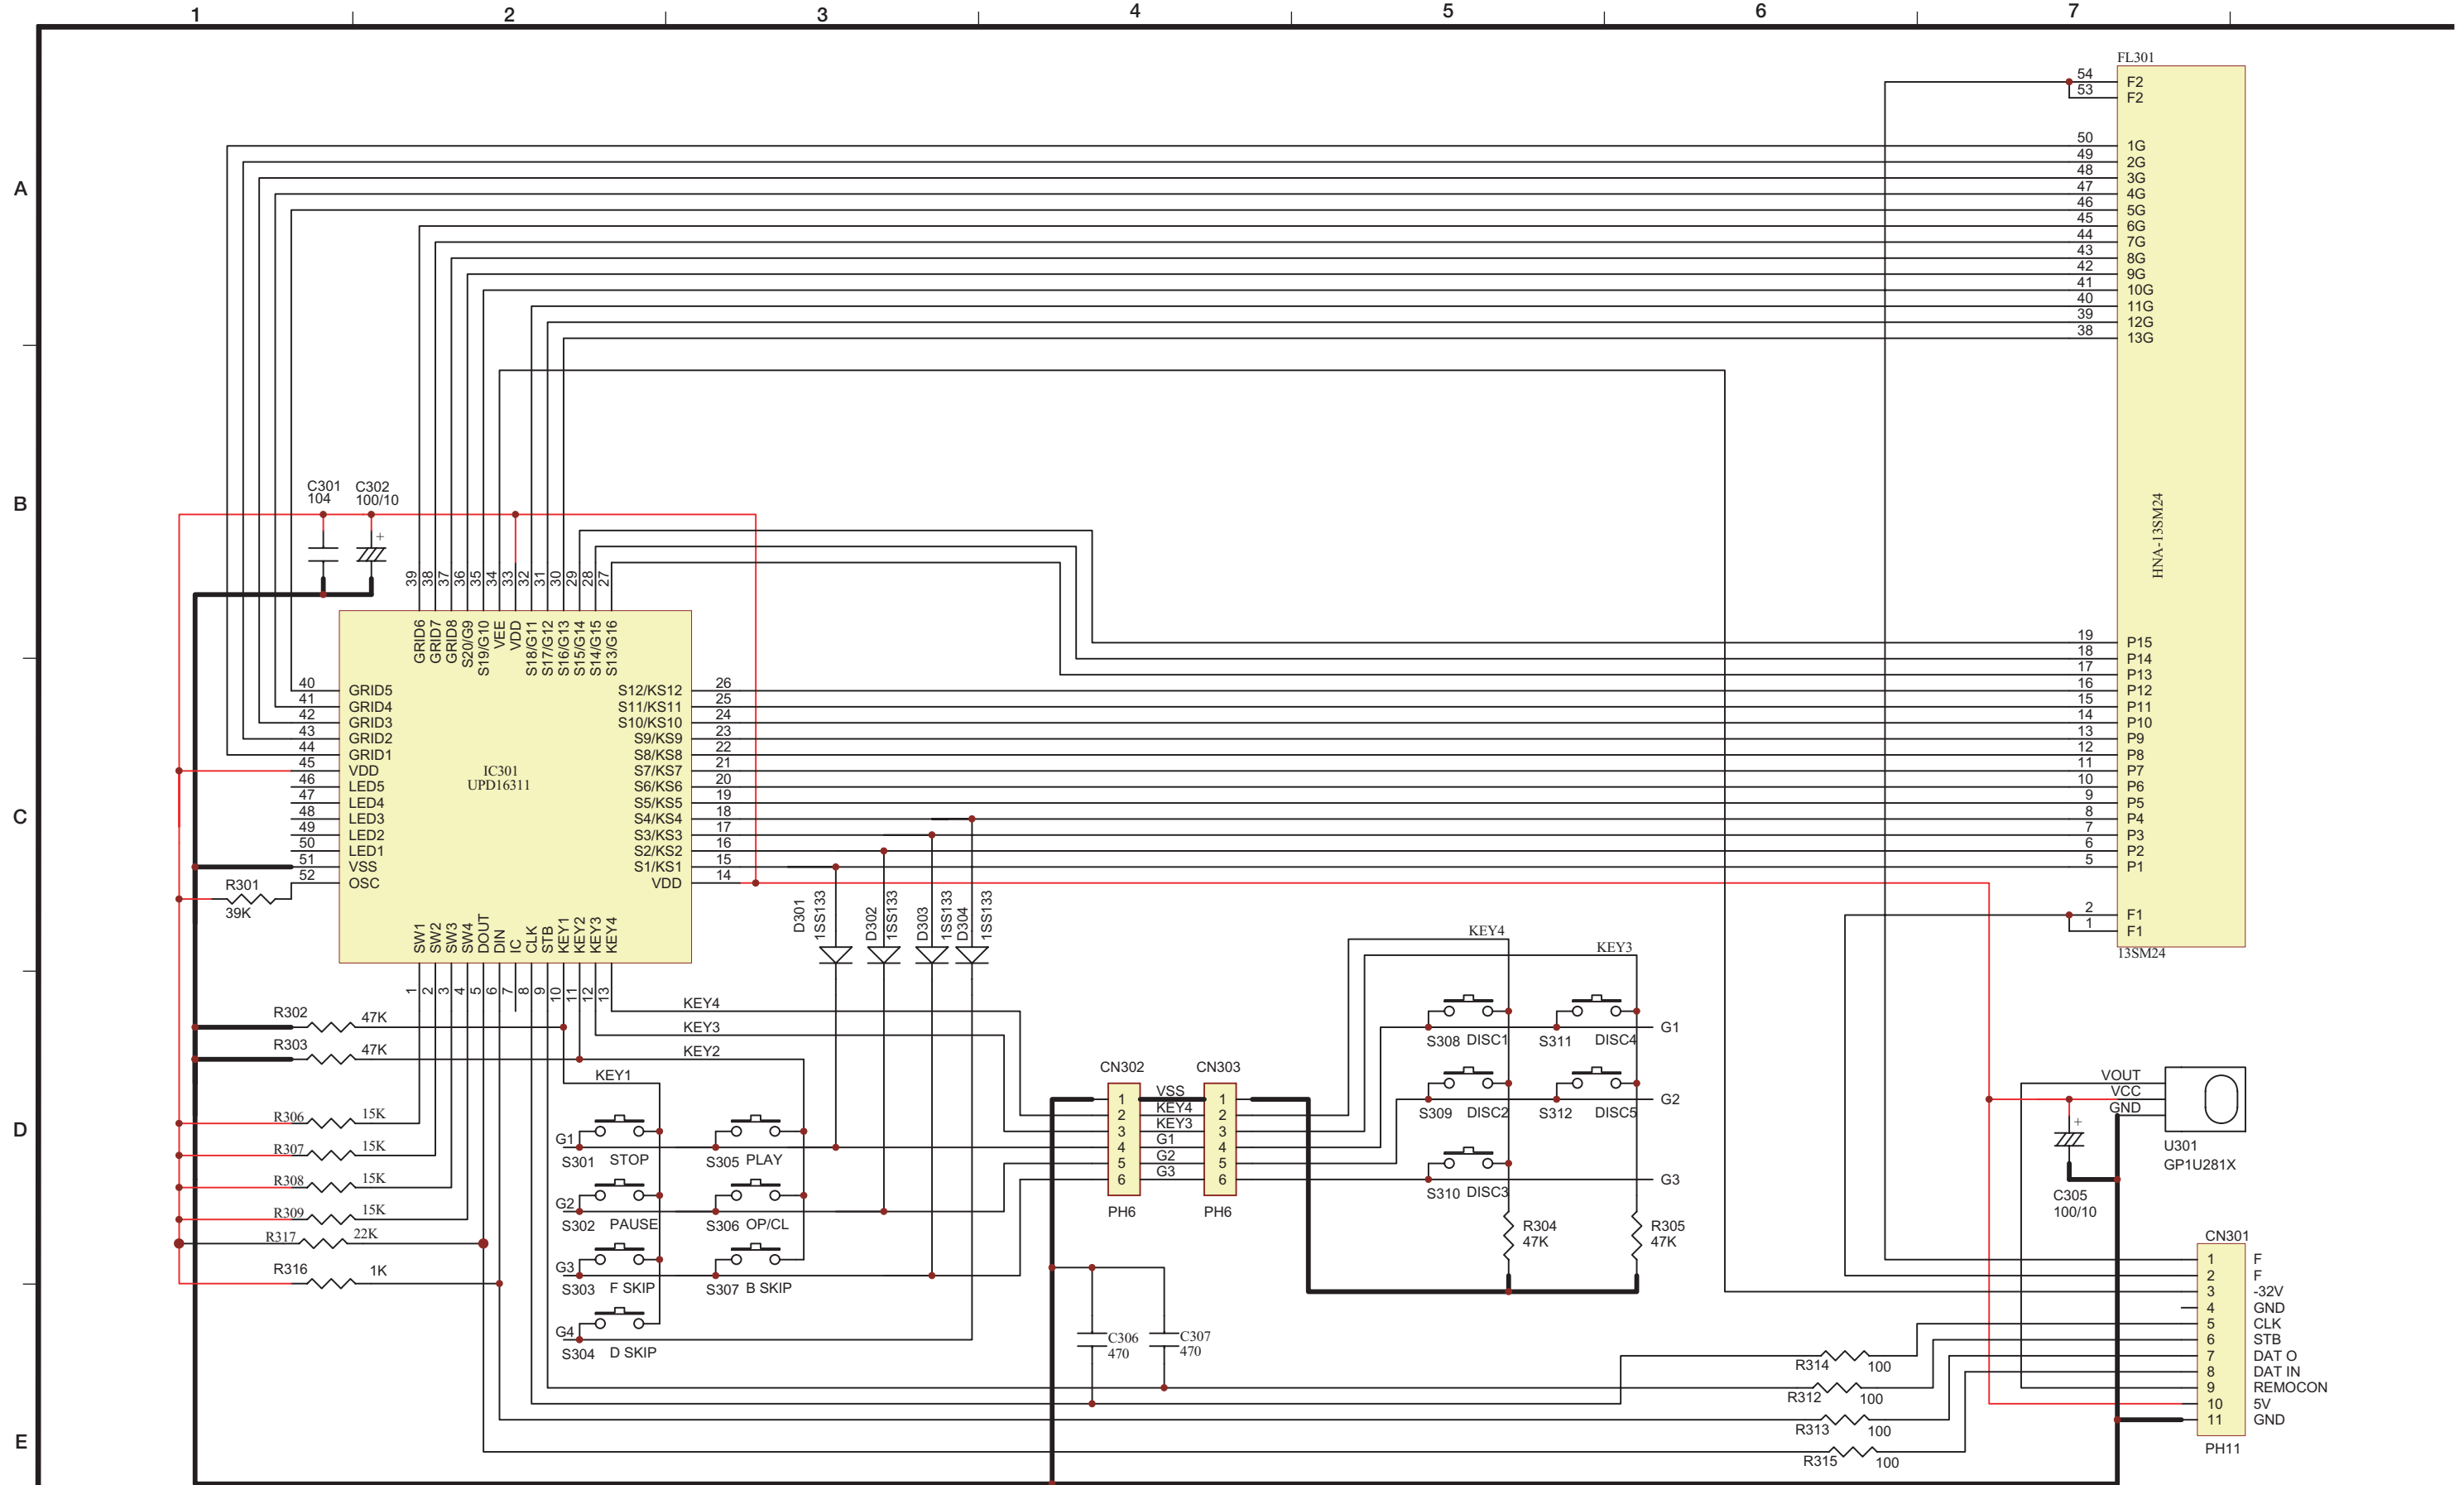 1 2 3 4 5 6 7
A
B
C
D
E
FL301
54 F2
53 F2
50 1G
49 2G
48 3G
47 4G
46 5G
45 6G
44 7G
43 8G
42 9G
41 10G
40 11G
39 12G
38 13G
HNA-13SM24
19 P15
18 P14
17 P13
16 P12
15 P11
14 P10
13 P9
12 P8
11 P7
10 P6
9 P5
8 P4
7 P3
6 P2
5 P1
2 F1
1 F1
13SM24
C301
104
C302
100/10
+
39 38 37 36 35 34 33 32 31 30 29 28 27
GRID6
GRID7
GRID8
S20/G9
S19/G10
VEE
VDD
S18/G11
S17/G12
S16/G13
S15/G14
S14/G15
S13/G16
40 GRID5
41 GRID4
42 GRID3
43 GRID2
44 GRID1
45 VDD
46 LED5
47 LED4
48 LED3
49 LED2
50 LED1
51 VSS
52 OSC
IC301
UPD16311
S12/KS12 26
S11/KS11 25
S10/KS10 24
S9/KS9 23
S8/KS8 22
S7/KS7 21
S6/KS6 20
S5/KS5 19
S4/KS4 18
S3/KS3 17
S2/KS2 16
S1/KS1 15
VDD 14
R301
39K
SW1
SW2
SW3
SW4
DOUT
DIN
IC
CLK
STB
KEY1
KEY2
KEY3
KEY4
1 2 3 4 5 6 7 8 9 10 11 12 13
D301
1SS133
D302
1SS133
D303
1SS133
D304
1SS133
R302 47K
R303 47K
R306 15K
R307 15K
R308 15K
R309 15K
R317 22K
R316 1K
KEY4
KEY3
KEY2
KEY1
G1
S301 STOP
S305 PLAY
G2
S302 PAUSE
S306 OP/CL
G3
S303 F SKIP
S307 B SKIP
G4
S304 D SKIP
CN302
1
2
3
4
5
6
PH6
VSS
KEY4
KEY3
G1
G2
G3
CN303
1
2
3
4
5
6
PH6
C306
470
C307
470
KEY4
KEY3
S308 DISC1
S311 DISC4
G1
S309 DISC2
S312 DISC5
G2
S310 DISC3
G3
R304
47K
R305
47K
VOUT
VCC
GND
U301
GP1U281X
+
C305
100/10
CN301
1 F
2 F
3 -32V
4 GND
5 CLK
6 STB
7 DAT O
8 DAT IN
9 REMOCON
10 5V
11 GND
PH11
R314 100
R312 100
R313 100
R315 100